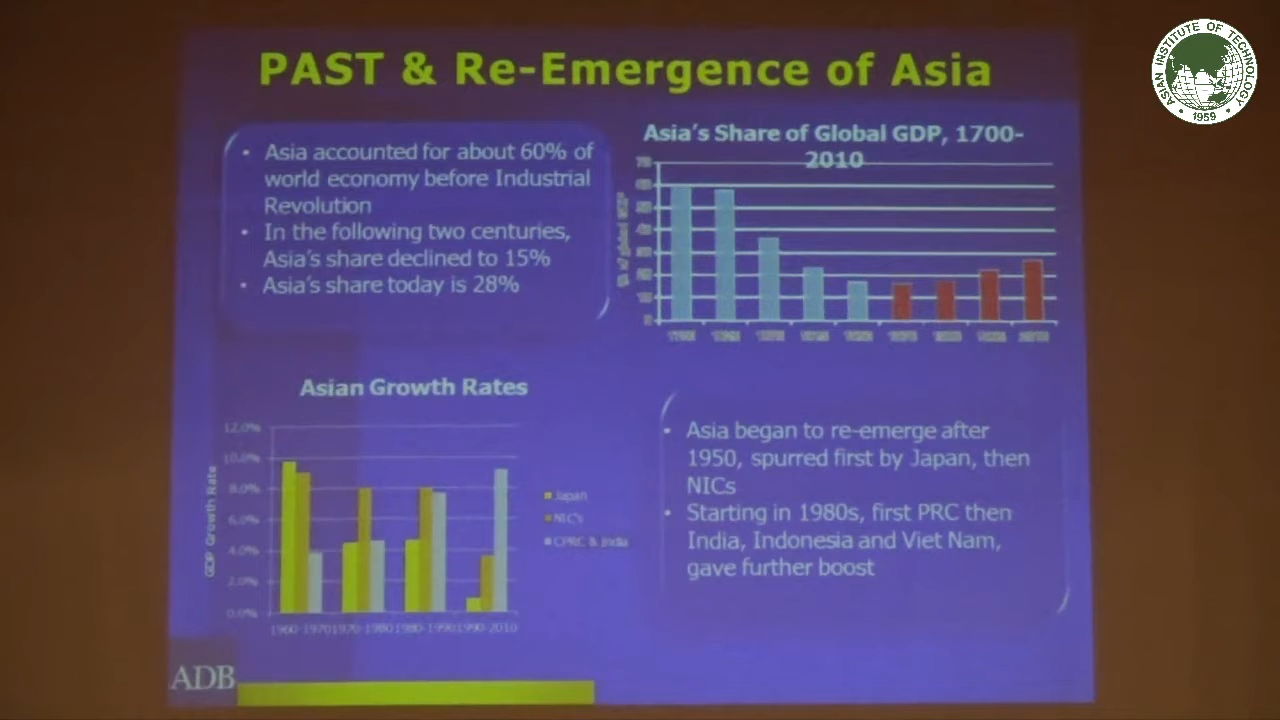 PAST & Re-Emergence of Asia
ASIAN INSTITUTE OF TECHNOLOGY
1959
• Asia accounted for about 60% of
world economy before Industrial
Revolution
• In the following two centuries,
Asia's share declined to 15%
• Asia's share today is 28%
Asia's Share of Global GDP, 1700-
2010
Asian Growth Rates
GDP Growth Rate
12.0%
10.0%
8.0%
6.0%
4.0%
2.0%
0.0%
1960-1970 1970-1980 1980-1990 1990-2010
Japan
NIC's
CPRC & India
• Asia began to re-emerge after
1950, spurred first by Japan, then
NICs
• Starting in 1980s, first PRC then
India, Indonesia and Viet Nam,
gave further boost
ADB